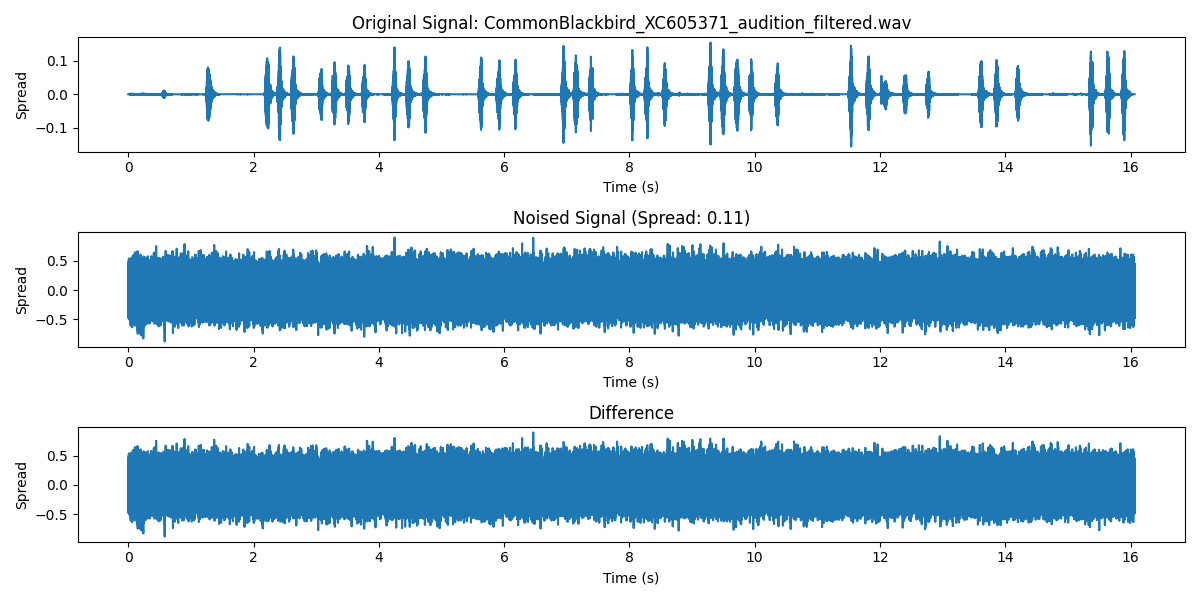 Original Signal: CommonBlackbird_XC605371_audition_filtered.wav
Spread
0.1
0.0
−0.1
0 2 4 6 8 10 12 14 16
Time (s)
Noised Signal (Spread: 0.11)
Spread
0.5
0.0
−0.5
0 2 4 6 8 10 12 14 16
Time (s)
Difference
Spread
0.5
0.0
−0.5
0 2 4 6 8 10 12 14 16
Time (s)